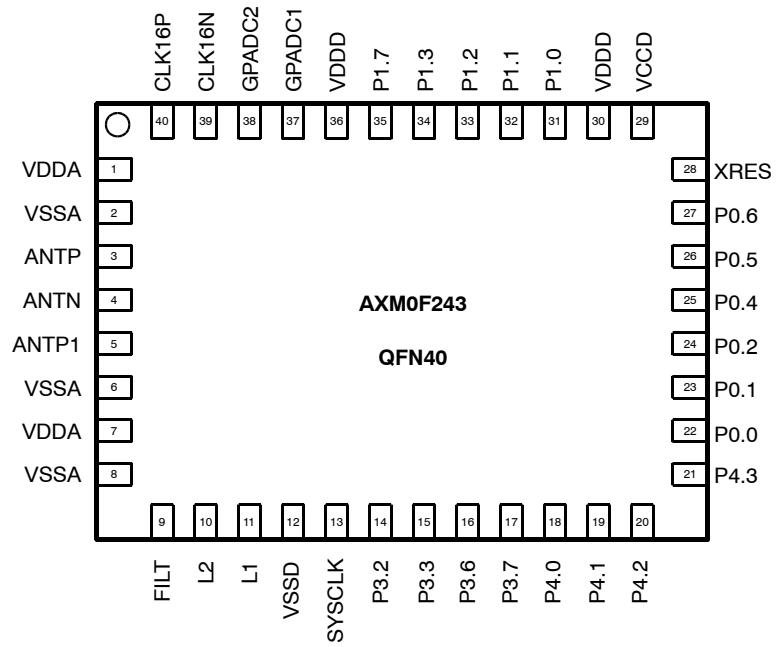 CLK16P
CLK16N
GPADC2
GPADC1
VDDD
P1.7
P1.3
P1.2
P1.1
P1.0
VDDD
VCCD
40
39
38
37
36
35
34
33
32
31
30
29
VDDA 1
VSSA 2
ANTP 3
ANTN 4
ANTP1 5
VSSA 6
VDDA 7
VSSA 8
AXM0F243
QFN40
28 XRES
27 P0.6
26 P0.5
25 P0.4
24 P0.2
23 P0.1
22 P0.0
21 P4.3
9
10
11
12
13
14
15
16
17
18
19
20
FILT
L2
L1
VSSD
SYSCLK
P3.2
P3.3
P3.6
P3.7
P4.0
P4.1
P4.2